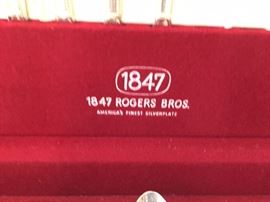 1847
1847 ROGERS BROS.
AMERICA'S FINEST SILVERPLATE